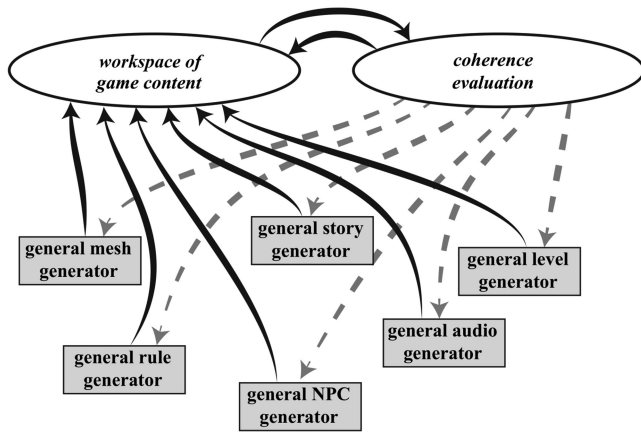 workspace of
game content
coherence
evaluation
general mesh
generator
general story
generator
general level
generator
general rule
generator
general audio
generator
general NPC
generator